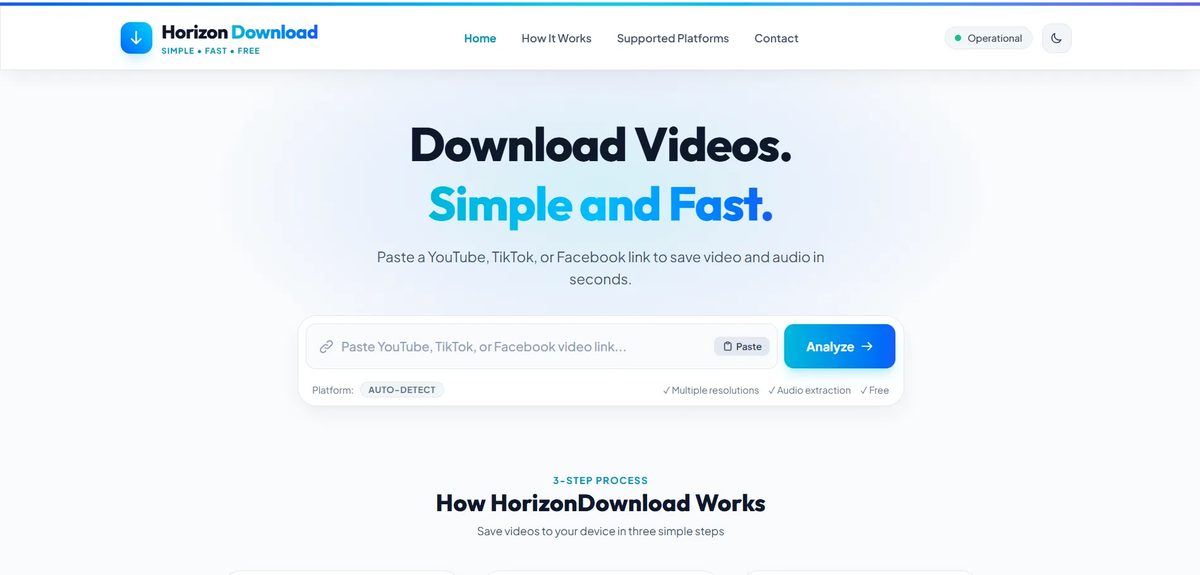 Horizon Download
SIMPLE • FAST • FREE
Home
How It Works
Supported Platforms
Contact
Operational
Download Videos.
Simple and Fast.
Paste a YouTube, TikTok, or Facebook link to save video and audio in
seconds.
Paste YouTube, TikTok, or Facebook video link...
Paste
Analyze →
Platform:
AUTO-DETECT
✓ Multiple resolutions
✓ Audio extraction
✓ Free
3-STEP PROCESS
How HorizonDownload Works
Save videos to your device in three simple steps